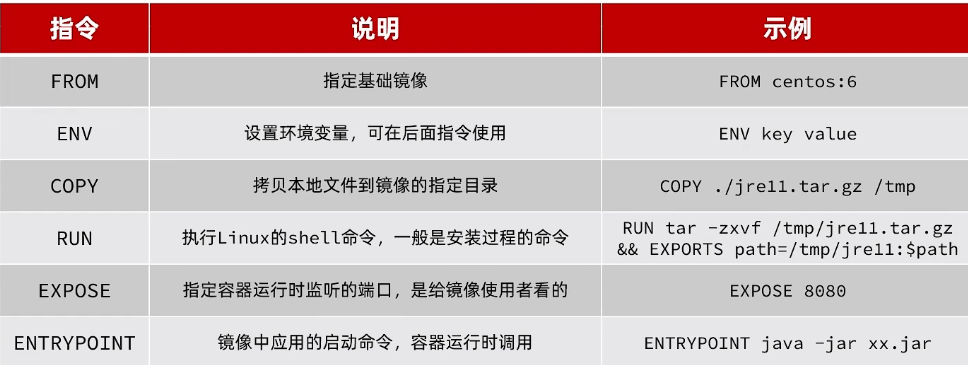 指令 说明 示例
FROM 指定基础镜像 FROM centos:6
ENV 设置环境变量，可在后面指令使用 ENV key value
COPY 拷贝本地文件到镜像的指定目录 COPY ./jre11.tar.gz /tmp
RUN 执行Linux的shell命令，一般是安装过程的命令 RUN tar -zxvf /tmp/jre11.tar.gz
&& EXPORTS path=/tmp/jre11:$path
EXPOSE 指定容器运行时监听的端口，是给镜像使用者看的 EXPOSE 8080
ENTRYPOINT 镜像中应用的启动命令，容器运行时调用 ENTRYPOINT java -jar xx.jar